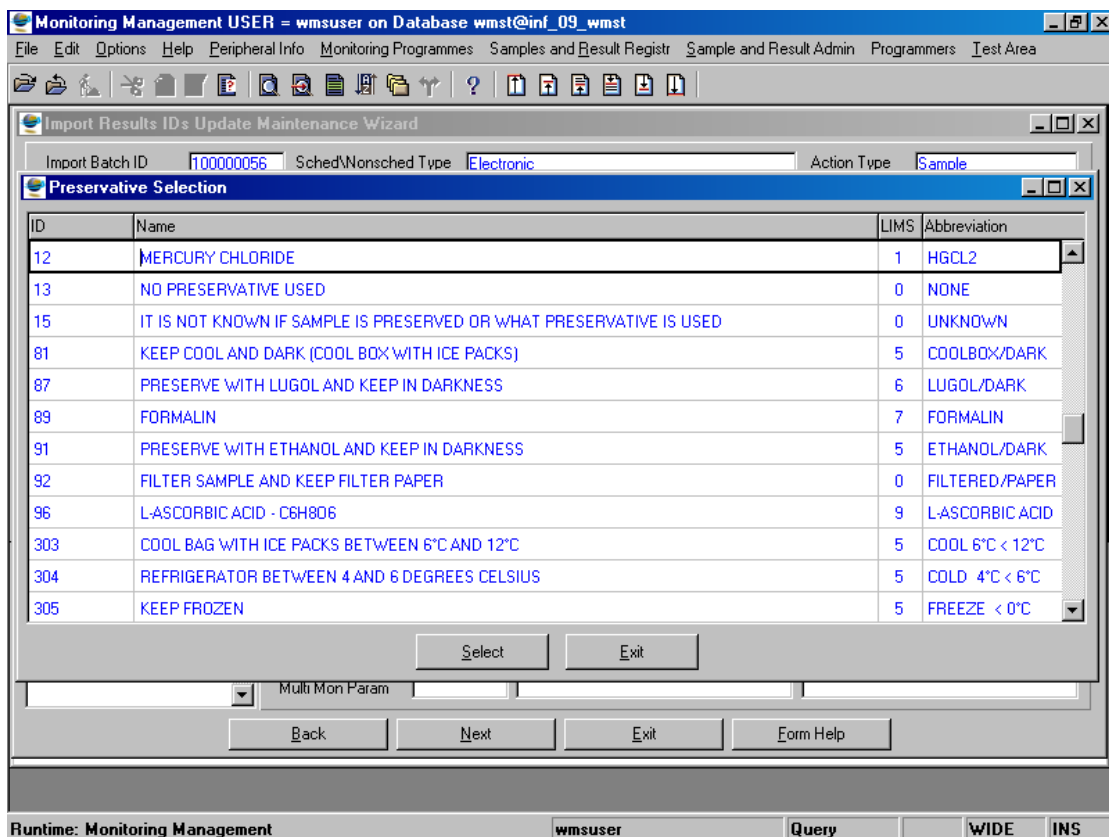 Monitoring Management USER = wmsuser on Database wmst@inf_09_wmst
File Edit Options Help Peripheral Info Monitoring Programmes Samples and Result Registr Sample and Result Admin Programmers Test Area
Import Results IDs Update Maintenance Wizard
Import Batch ID 100000056 Sched\Nonsched Type Electronic Action Type Sample
Preservative Selection
ID Name LIMS Abbreviation
12 MERCURY CHLORIDE 1 HGCL2
13 NO PRESERVATIVE USED 0 NONE
15 IT IS NOT KNOWN IF SAMPLE IS PRESERVED OR WHAT PRESERVATIVE IS USED 0 UNKNOWN
81 KEEP COOL AND DARK (COOL BOX WITH ICE PACKS) 5 COOLBOX/DARK
87 PRESERVE WITH LUGOL AND KEEP IN DARKNESS 6 LUGOL/DARK
89 FORMALIN 7 FORMALIN
91 PRESERVE WITH ETHANOL AND KEEP IN DARKNESS 5 ETHANOL/DARK
92 FILTER SAMPLE AND KEEP FILTER PAPER 0 FILTERED/PAPER
96 L-ASCORBIC ACID - C6H8O6 9 L-ASCORBIC ACID
303 COOL BAG WITH ICE PACKS BETWEEN 6°C AND 12°C 5 COOL 6°C < 12°C
304 REFRIGERATOR BETWEEN 4 AND 6 DEGREES CELSIUS 5 COLD 4°C < 6°C
305 KEEP FROZEN 5 FREEZE < 0°C
Select Exit
Multi Mon Param
Back Next Exit Form Help
Runtime: Monitoring Management wmsuser Query WIDE INS